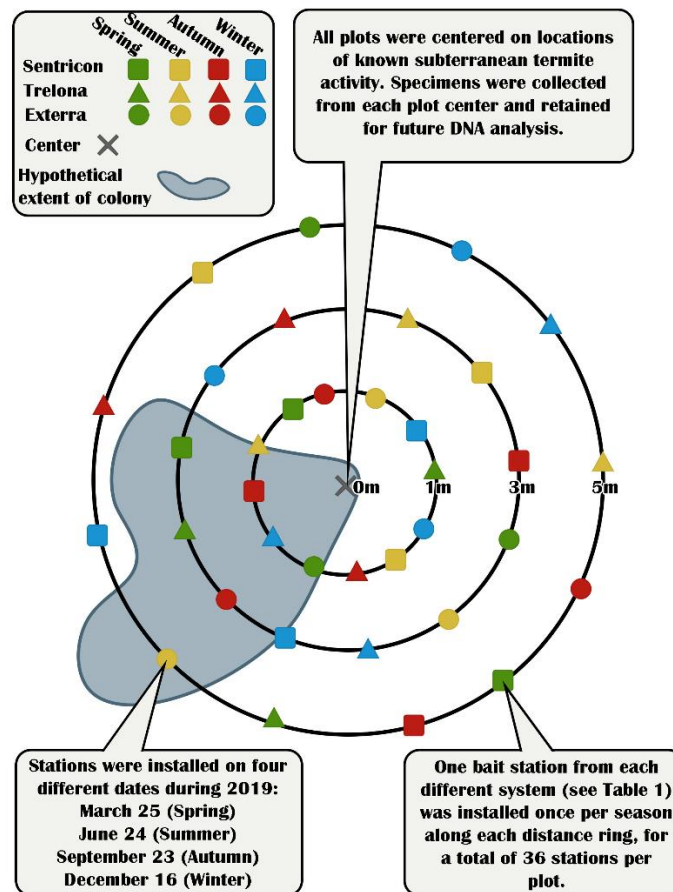 Spring
Summer
Autumn
Winter
Sentricon
Trelona
Exterra
Center
Hypothetical
extent of colony
All plots were centered on locations
of known subterranean termite
activity. Specimens were collected
from each plot center and retained
for future DNA analysis.
0m 1m 3m 5m
Stations were installed on four
different dates during 2019:
March 25 (Spring)
June 24 (Summer)
September 23 (Autumn)
December 16 (Winter)
One bait station from each
different system (see Table 1)
was installed once per season
along each distance ring, for
a total of 36 stations per
plot.